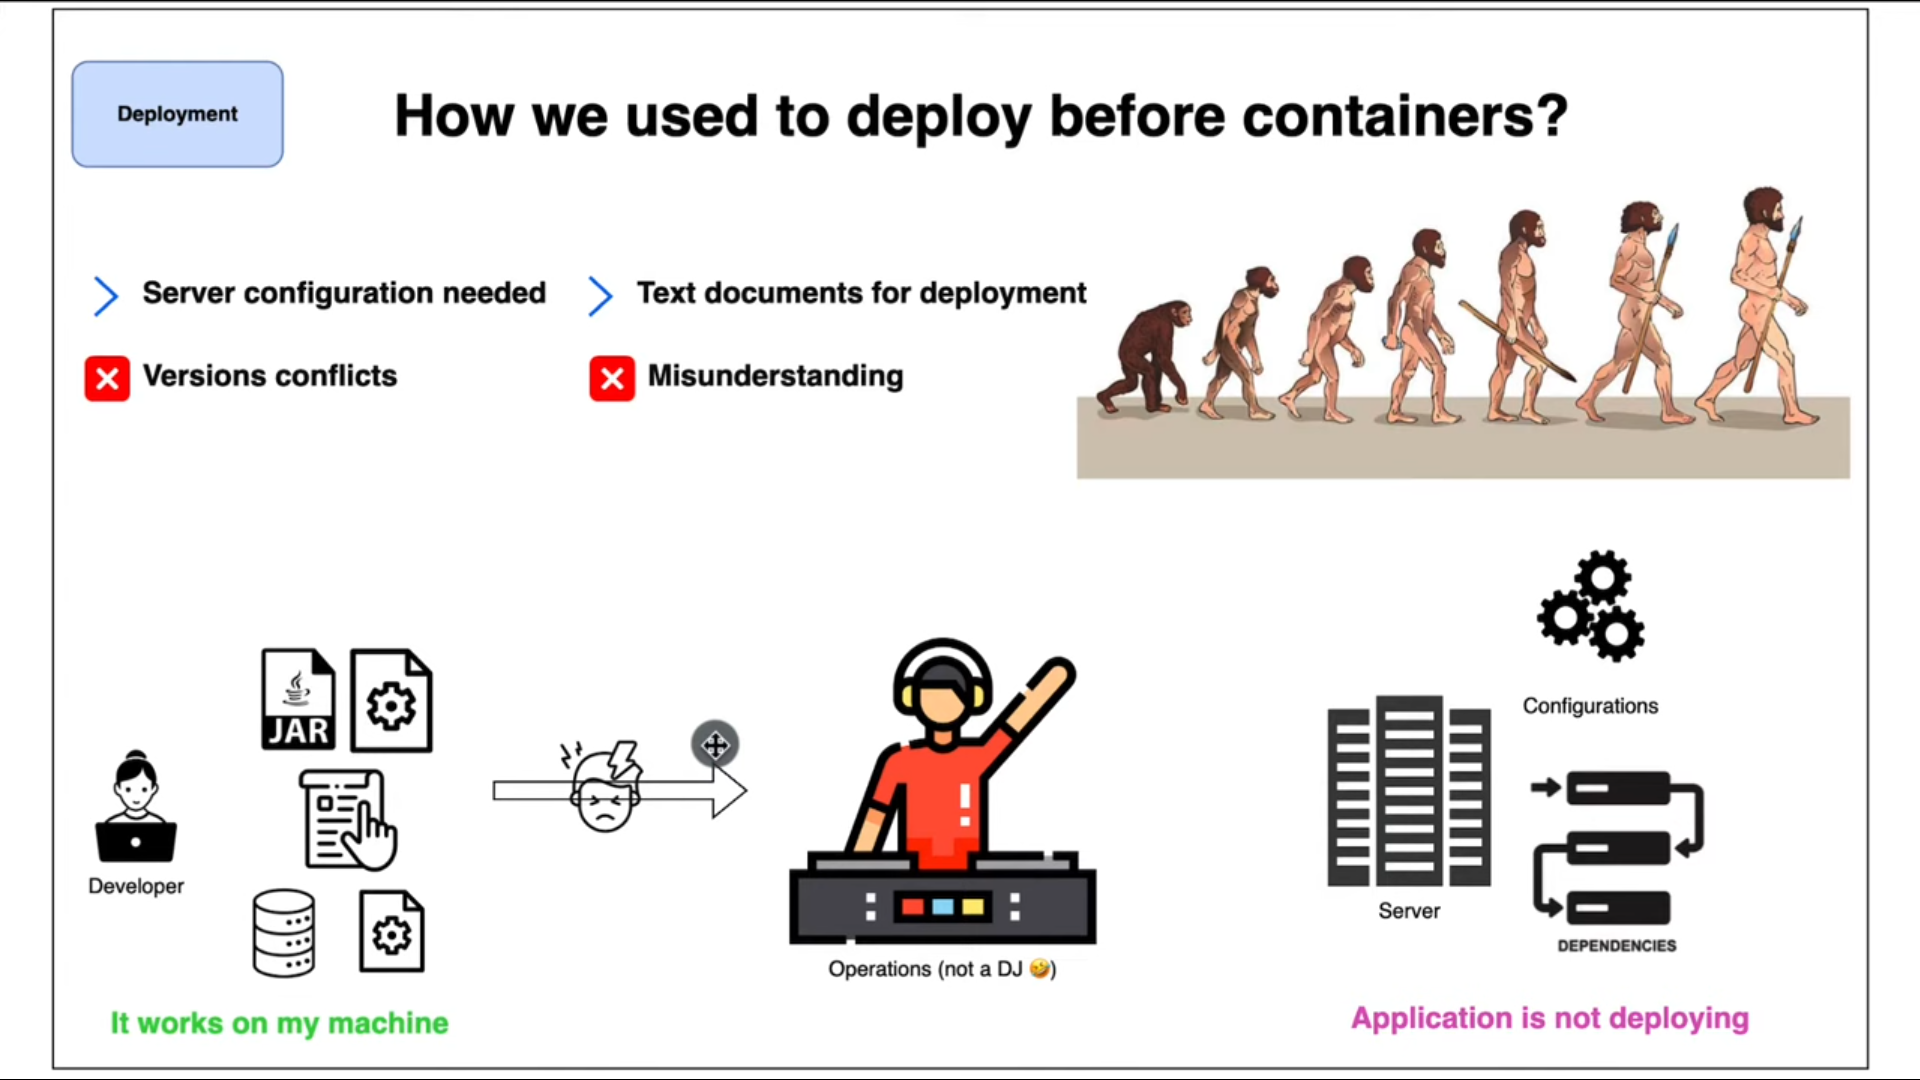 Deployment
How we used to deploy before containers?
Server configuration needed
Text documents for deployment
Versions conflicts
Misunderstanding
JAR
Configurations
Developer
Server
DEPENDENCIES
Operations (not a DJ 🤣)
It works on my machine
Application is not deploying